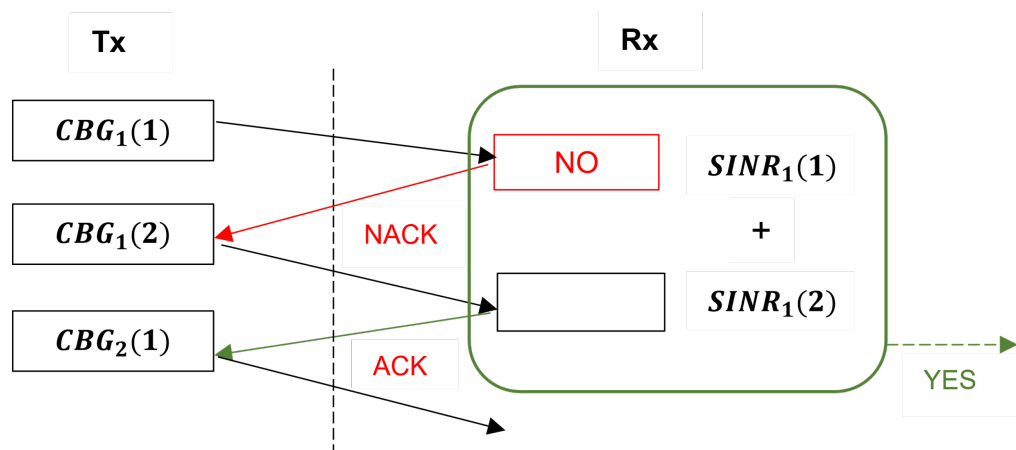 Tx
Rx
CBG₁(1)
NO
SINR₁(1)
CBG₁(2)
NACK
+
SINR₁(2)
CBG₂(1)
ACK
YES